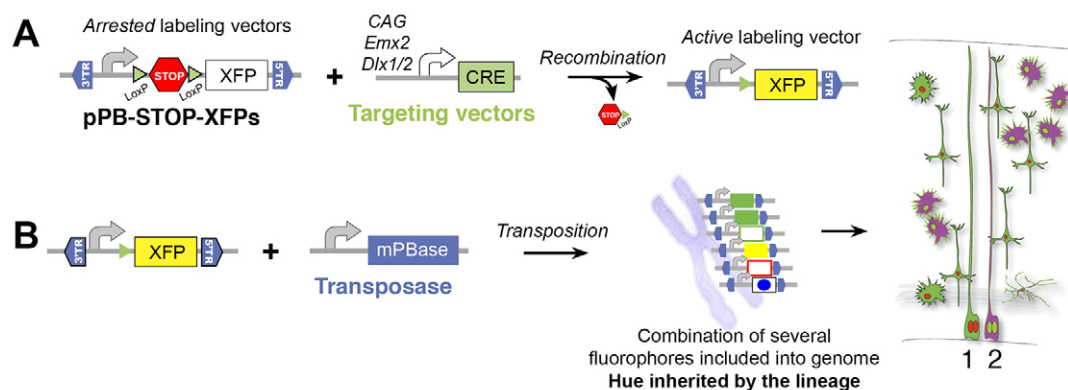 A
Arrested labeling vectors
3'TR
LoxP
STOP
LoxP
XFP
5'TR
pPB-STOP-XFPs
+
CAG
Emx2
Dlx1/2
CRE
Targeting vectors
Recombination
STOP
LoxP
Active labeling vector
3'TR
XFP
5'TR
B
3'TR
XFP
5'TR
+
mPBase
Transposase
Transposition
Combination of several
fluorophores included into genome
Hue inherited by the lineage
1 2